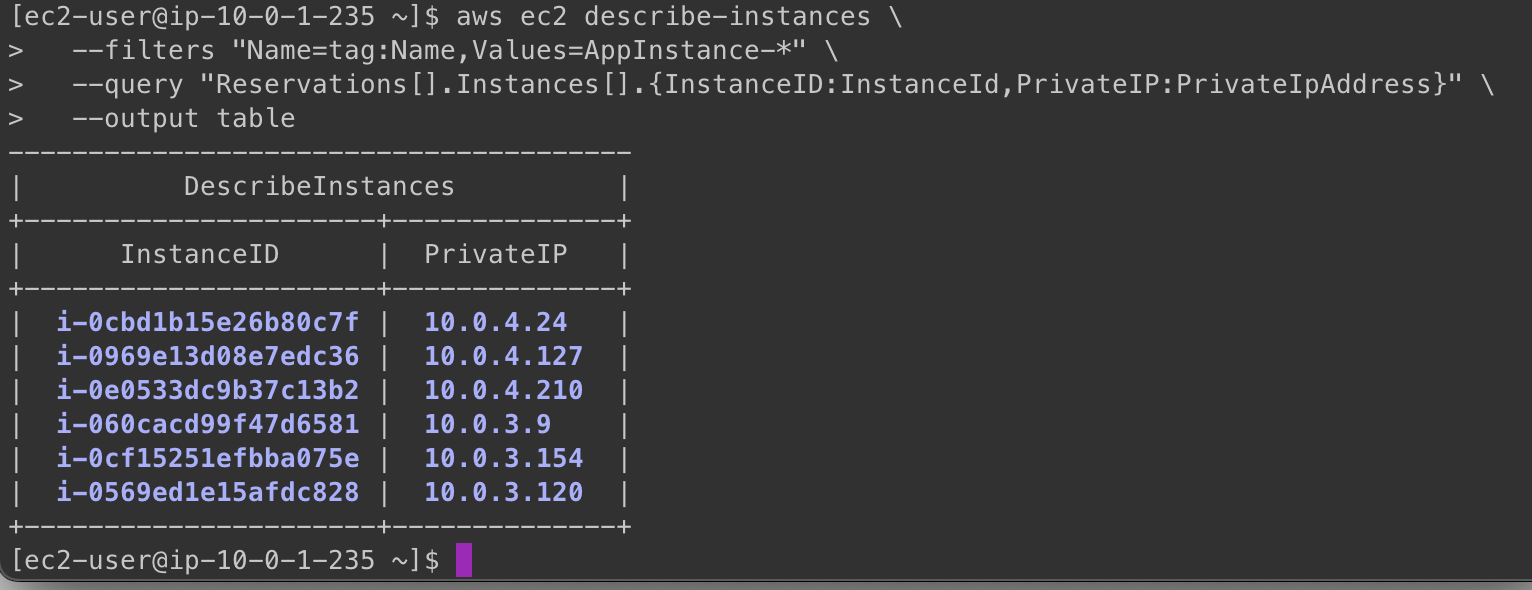 [ec2-user@ip-10-0-1-235 ~]$ aws ec2 describe-instances \
>   --filters "Name=tag:Name,Values=AppInstance-*" \
>   --query "Reservations[].Instances[].{InstanceID:InstanceId,PrivateIP:PrivateIpAddress}" \
>   --output table
---------------------------------------
|          DescribeInstances          |
+----------------------+--------------+
|      InstanceID      |  PrivateIP   |
+----------------------+--------------+
|  i-0cbd1b15e26b80c7f |  10.0.4.24   |
|  i-0969e13d08e7edc36 |  10.0.4.127  |
|  i-0e0533dc9b37c13b2 |  10.0.4.210  |
|  i-060cacd99f47d6581 |  10.0.3.9    |
|  i-0cf15251efbba075e |  10.0.3.154  |
|  i-0569ed1e15afdc828 |  10.0.3.120  |
+----------------------+--------------+
[ec2-user@ip-10-0-1-235 ~]$